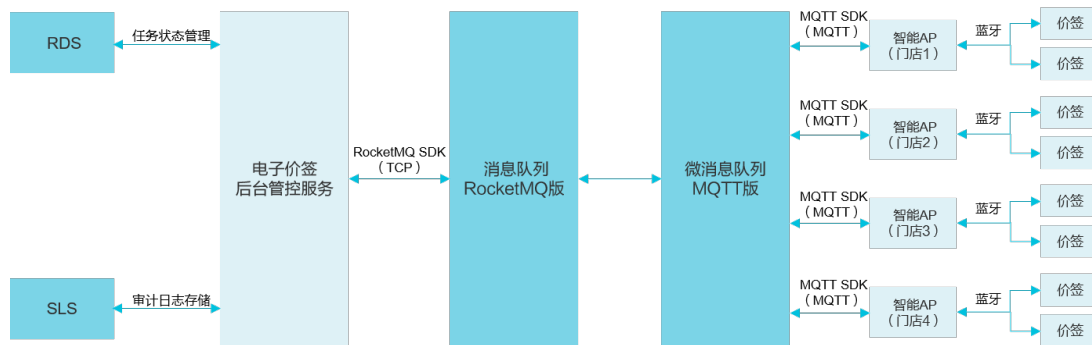 RDS
任务状态管理
SLS
审计日志存储
电子价签
后台管控服务
RocketMQ SDK
（TCP）
消息队列
RocketMQ版
微消息队列
MQTT版
MQTT SDK
（MQTT）
智能AP
（门店1）
蓝牙
价签
价签
MQTT SDK
（MQTT）
智能AP
（门店2）
蓝牙
价签
价签
MQTT SDK
（MQTT）
智能AP
（门店3）
蓝牙
价签
价签
MQTT SDK
（MQTT）
智能AP
（门店4）
蓝牙
价签
价签